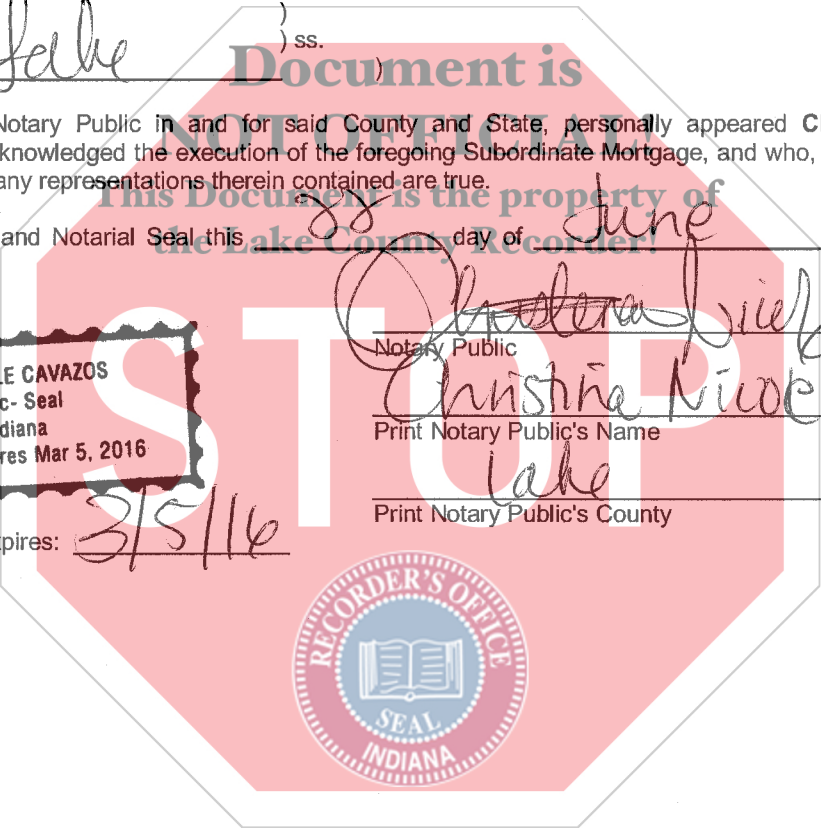 )
Lake ) ss.
)
Document is
NOT OFFICIAL!
Notary Public in and for said County and State, personally appeared C
knowledged the execution of the foregoing Subordinate Mortgage, and who,
any representations therein contained are true.
This Document is the property of
the Lake County Recorder!
and Notarial Seal this 22 day of June
Notary Public
Christina Nicole
Print Notary Public's Name
Lake
Print Notary Public's County
LE CAVAZOS
c- Seal
diana
res Mar 5, 2016
pires: 3/5/16
STOP
RECORDER'S OFFICE
SEAL
INDIANA